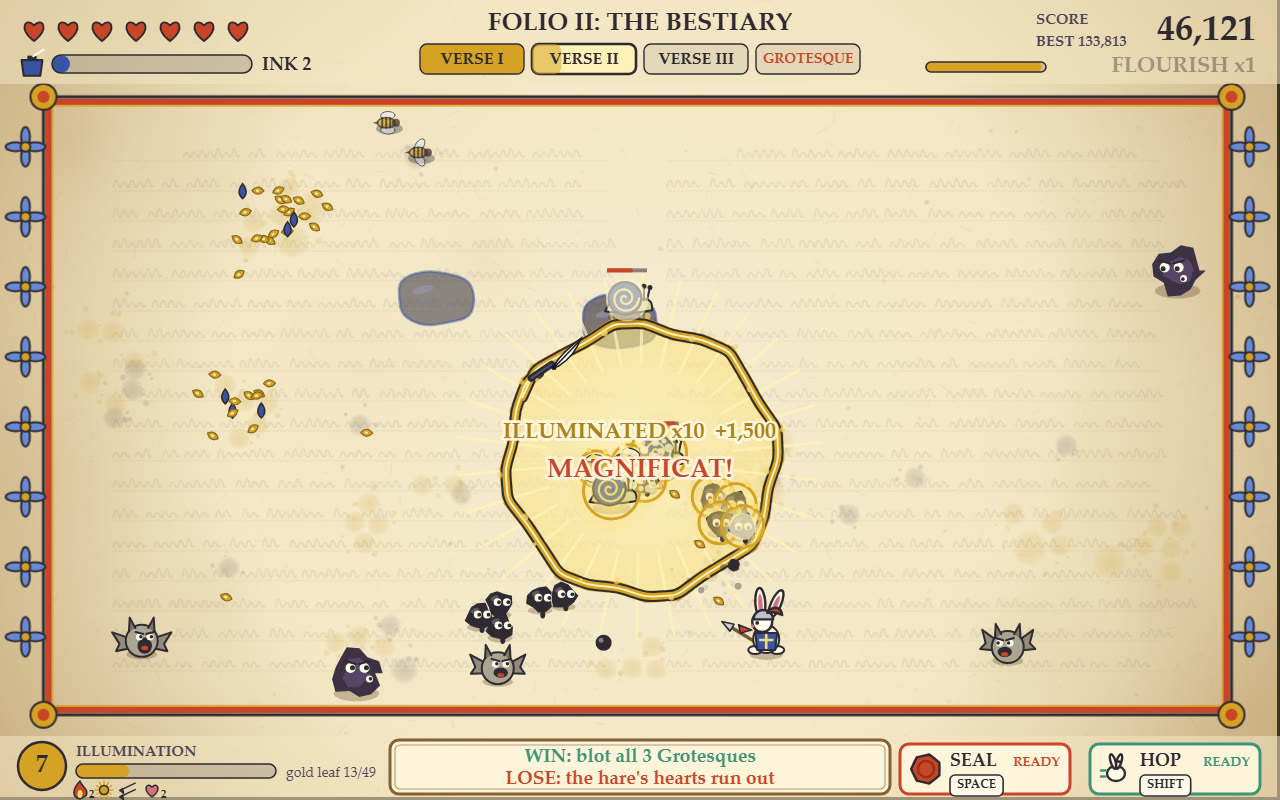 FOLIO II: THE BESTIARY
SCORE
46,121
BEST 133,813
INK 2
VERSE I
VERSE II
VERSE III
GROTESQUE
FLOURISH x1
ILLUMINATED x10 +1,500
MAGNIFICAT!
7
ILLUMINATION
gold leaf 13/49
2
2
WIN: blot all 3 Grotesques
LOSE: the hare's hearts run out
SEAL
READY
SPACE
HOP
READY
SHIFT